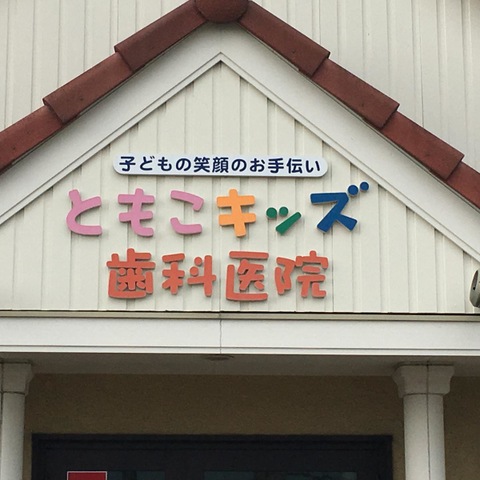 子どもの笑顔のお手伝い
ともこキッズ
歯科医院